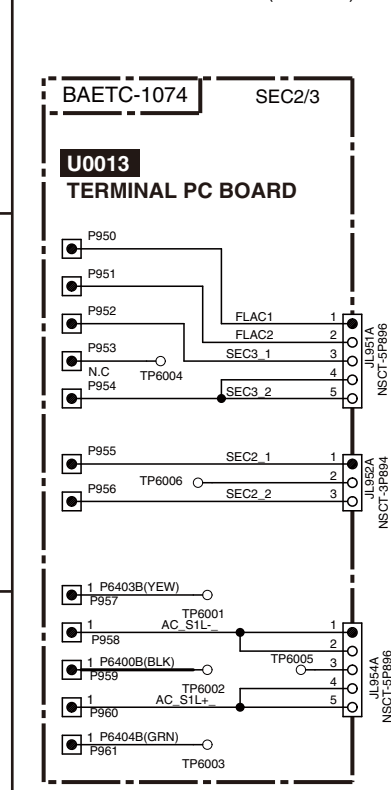 BAETC-1074 SEC2/3
U0013
TERMINAL PC BOARD
P950
P951
P952 FLAC1 1
FLAC2 2
P953 SEC3_1 3
N.C TP6004 4
P954 SEC3_2 5
JL951A
NSCT-5P896
P955 SEC2_1 1
TP6006 2
P956 SEC2_2 3
JL952A
NSCT-3P894
1 P6403B(YEW)
P957 TP6001
1 AC_S1L-_ 1
P958 2
1 P6400B(BLK) TP6005 3
P959 TP6002 4
1 AC_S1L+_ 5
P960
JL954A
NSCT-5P896
1 P6404B(GRN)
P961 TP6003